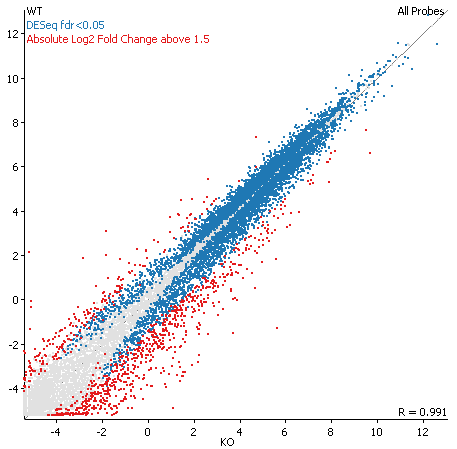 WT
All Probes
DESeq fdr<0.05
Absolute Log2 Fold Change above 1.5
12
10
8
6
4
2
0
-2
-4
R = 0.991
-4 -2 0 2 4 6 8 10 12
KO